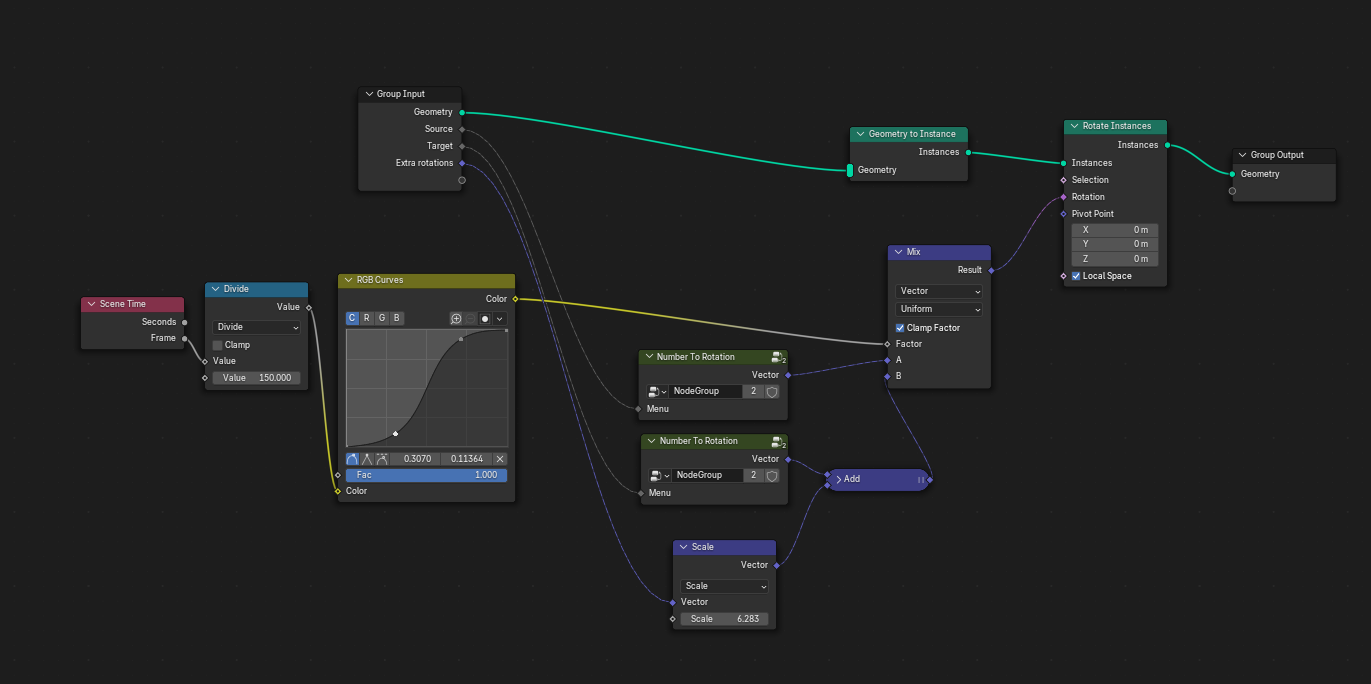 Group Input
Geometry
Source
Target
Extra rotations
Geometry to Instance
Instances
Geometry
Rotate Instances
Instances
Instances
Selection
Rotation
Pivot Point
X 0 m
Y 0 m
Z 0 m
Local Space
Group Output
Geometry
Scene Time
Seconds
Frame
Divide
Value
Divide
Clamp
Value
Value 150.000
RGB Curves
Color
C R G B
0.3070 0.11364
Fac 1.000
Color
Mix
Result
Vector
Uniform
Clamp Factor
Factor
A
B
Number To Rotation
2
Vector
NodeGroup 2
Menu
Number To Rotation
2
Vector
NodeGroup 2
Menu
Add
Scale
Vector
Scale
Vector
Scale 6.283